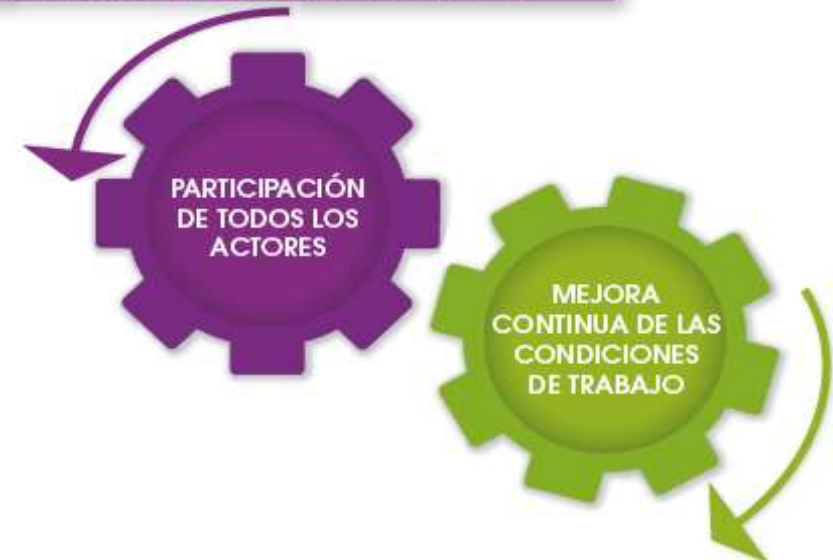 PARTICIPACIÓN
DE TODOS LOS
ACTORES
MEJORA
CONTINUA DE LAS
CONDICIONES
DE TRABAJO